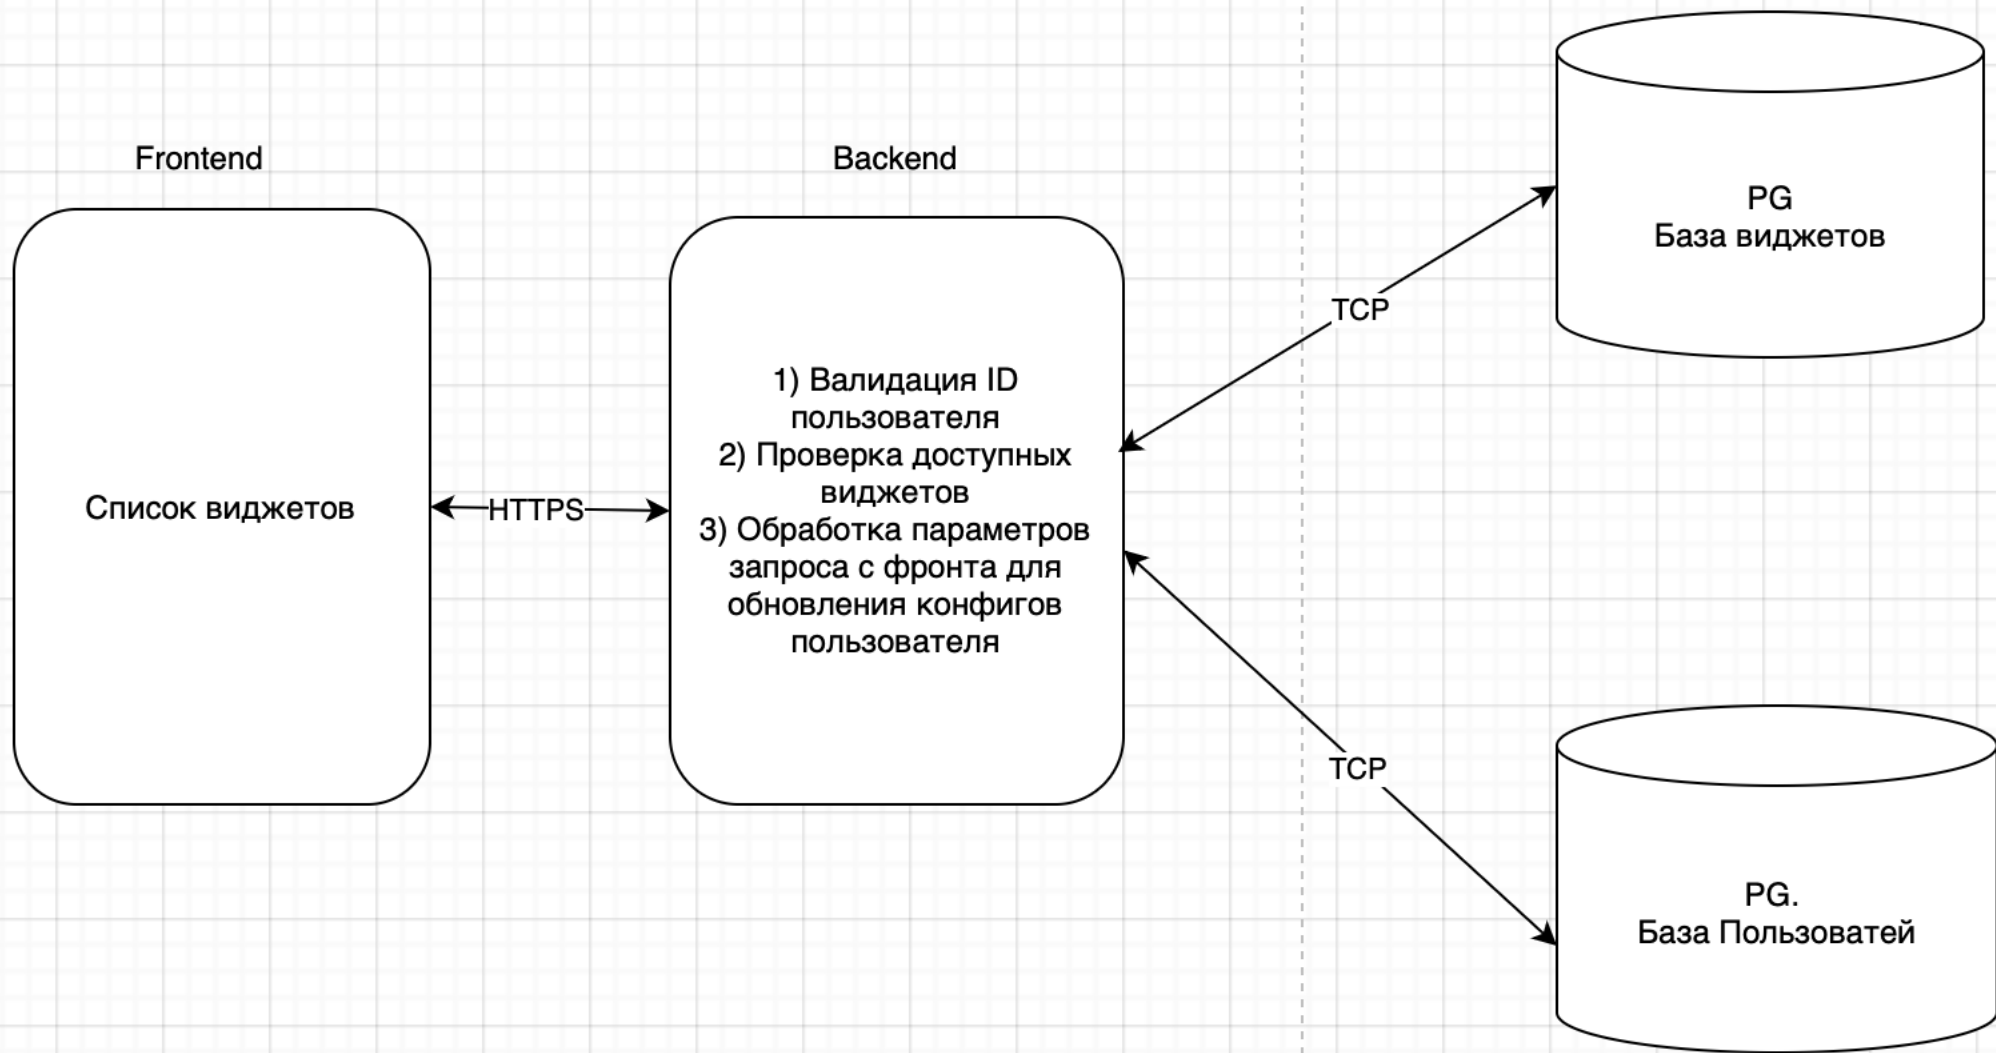 Frontend
Backend
Список виджетов
HTTPS
1) Валидация ID
пользователя
2) Проверка доступных
виджетов
3) Обработка параметров
запроса с фронта для
обновления конфигов
пользователя
TCP
TCP
PG
База виджетов
PG.
База Пользоватей